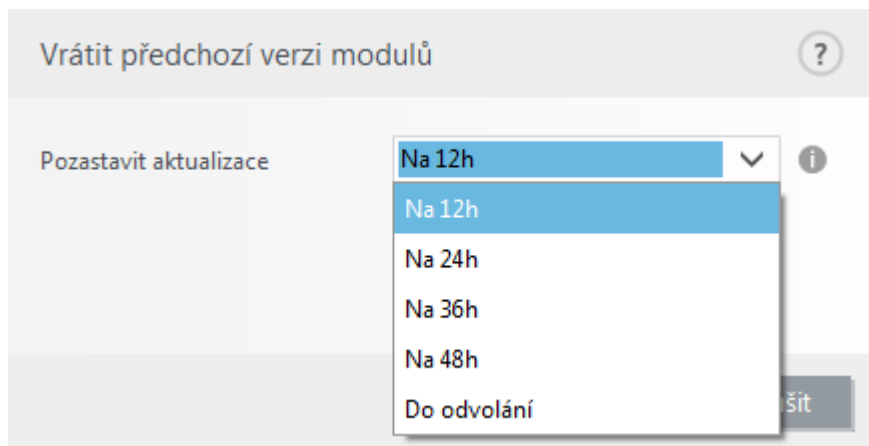 Vrátit předchozí verzi modulů
?
Pozastavit aktualizace
Na 12h
i
Na 12h
Na 24h
Na 36h
Na 48h
Do odvolání